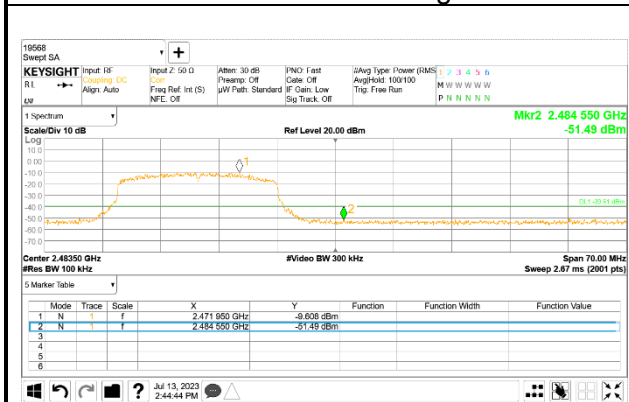 19568
Swept SA
+
KEYSIGHT Input: RF Input Z: 50 Ω Atten: 30 dB PNO: Fast #Avg Type: Power (RMS 1 2 3 4 5 6
RL Coupling: DC Corr Preamp: Off Gate: Off Avg|Hold: 100/100 M W W W W W
Align: Auto Freq Ref: Int (S) µW Path: Standard IF Gain: Low Trig: Free Run
NFE: Off Sig Track: Off P N N N N N
1 Spectrum Mkr2 2.484 550 GHz
Scale/Div 10 dB Ref Level 20.00 dBm -51.49 dBm
Log
10.0
0.00
1
-10.0
-20.0
-30.0
-40.0
2
-50.0
-60.0
-70.0
Center 2.48350 GHz #Video BW 300 kHz Span 70.00 MHz
#Res BW 100 kHz Sweep 2.67 ms (2001 pts)
5 Marker Table
Mode Trace Scale X Y Function Function Width Function Value
1 N 1 f 2.471 950 GHz -9.608 dBm
2 N 1 f 2.484 550 GHz -51.49 dBm
3
4
5
6
? Jul 13, 2023
2:44:44 PM